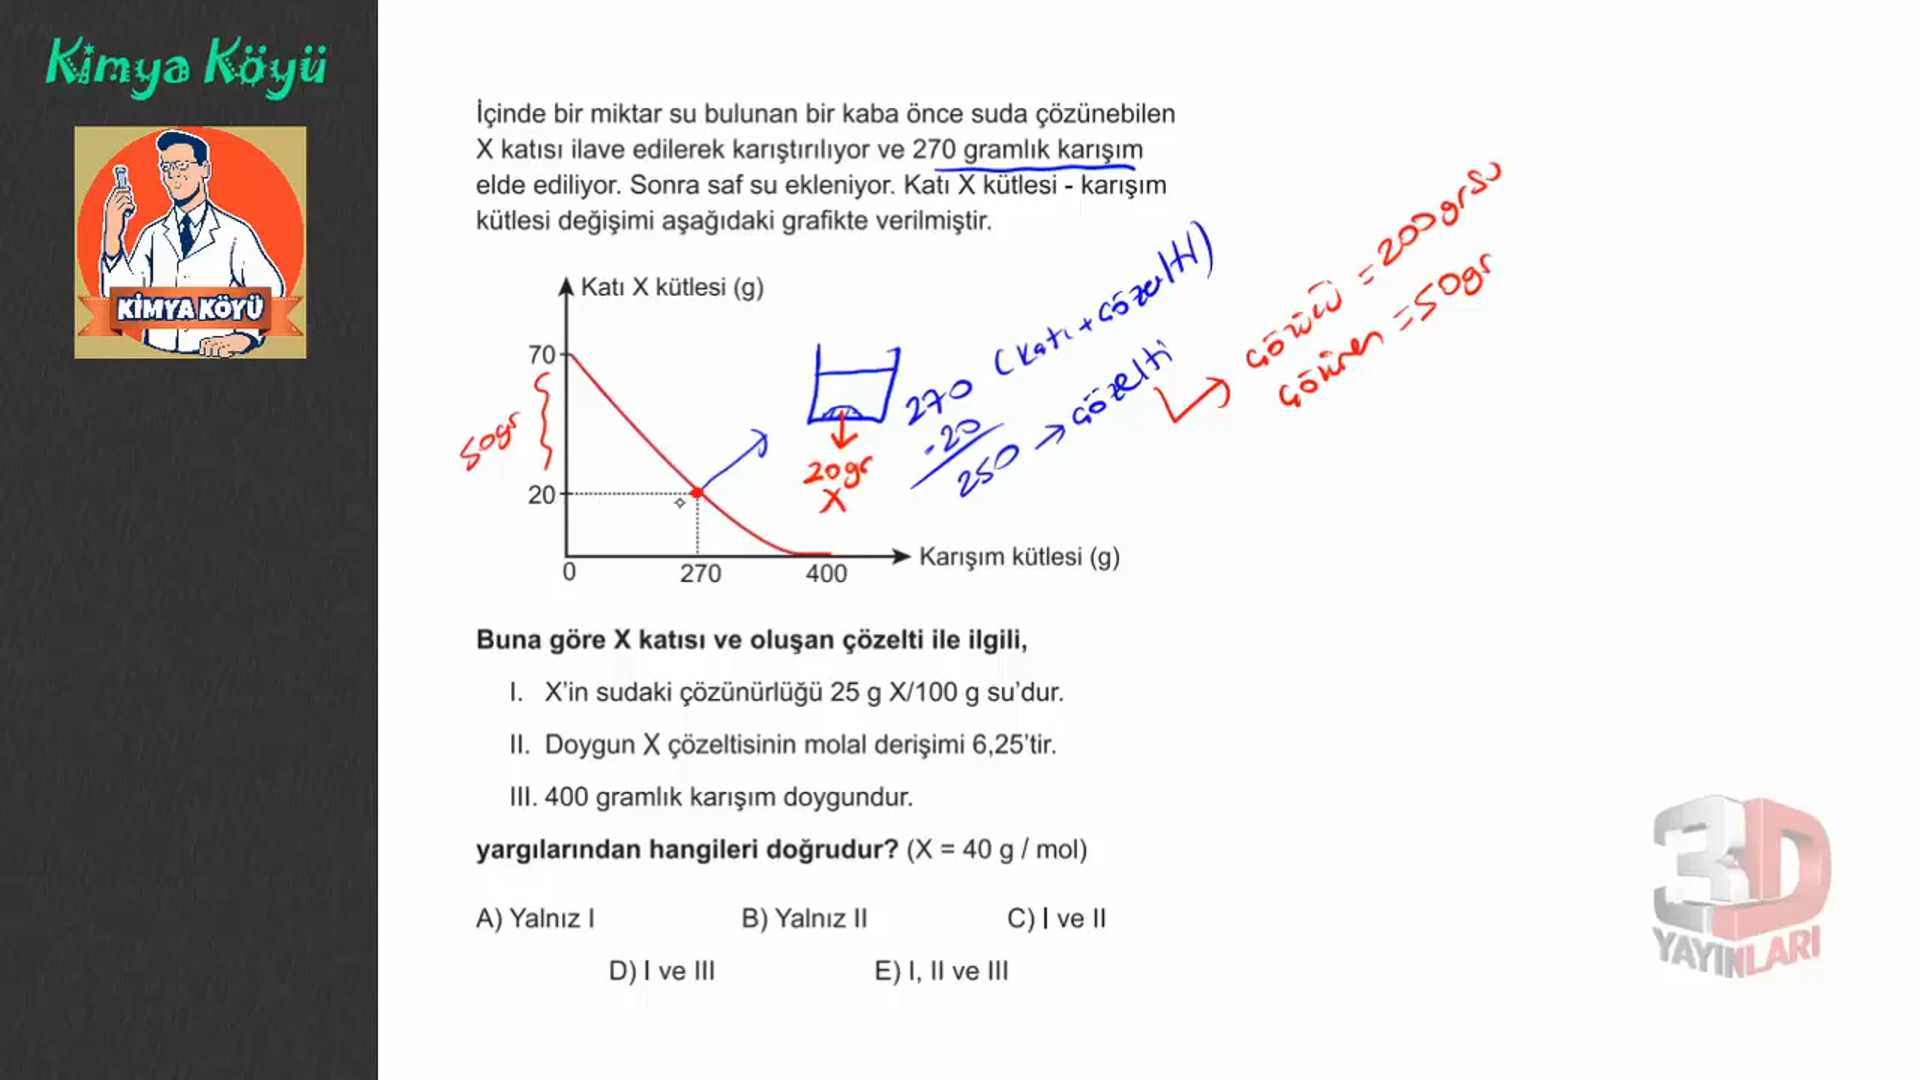 Kimya Köyü
KİMYA KÖYÜ
İçinde bir miktar su bulunan bir kaba önce suda çözünebilen
X katısı ilave edilerek karıştırılıyor ve 270 gramlık karışım
elde ediliyor. Sonra saf su ekleniyor. Katı X kütlesi - karışım
kütlesi değişimi aşağıdaki grafikte verilmiştir.
Katı X kütlesi (g)
70
20
0
270
400
Karışım kütlesi (g)
50gr
20gr
X
270 (katı + çözelti)
-20
250 → çözelti
çözücü = 200gr su
çözünen = 50gr
Buna göre X katısı ve oluşan çözelti ile ilgili,
I. X'in sudaki çözünürlüğü 25 g X/100 g su'dur.
II. Doygun X çözeltisinin molal derişimi 6,25'tir.
III. 400 gramlık karışım doygundur.
yargılarından hangileri doğrudur? (X = 40 g / mol)
A) Yalnız I B) Yalnız II C) I ve II
D) I ve III E) I, II ve III
3D
YAYINLARI